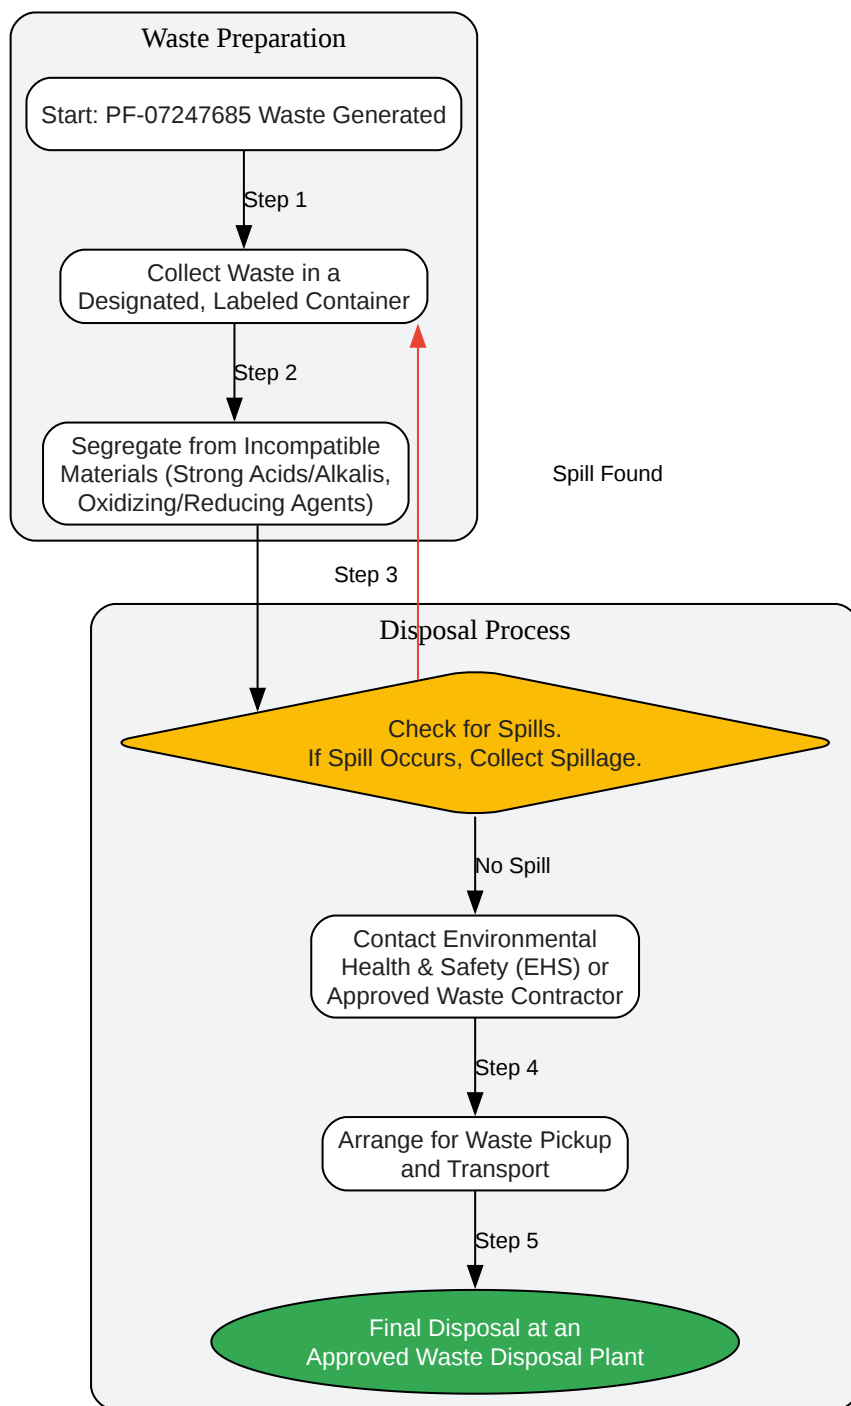 Waste Preparation
Start: PF-07247685 Waste Generated
Step 1
Collect Waste in a
Designated, Labeled Container
Step 2
Segregate from Incompatible
Materials (Strong Acids/Alkalis,
Oxidizing/Reducing Agents)
Spill Found
Step 3
Disposal Process
Check for Spills.
If Spill Occurs, Collect Spillage.
No Spill
Contact Environmental
Health & Safety (EHS) or
Approved Waste Contractor
Step 4
Arrange for Waste Pickup
and Transport
Step 5
Final Disposal at an
Approved Waste Disposal Plant